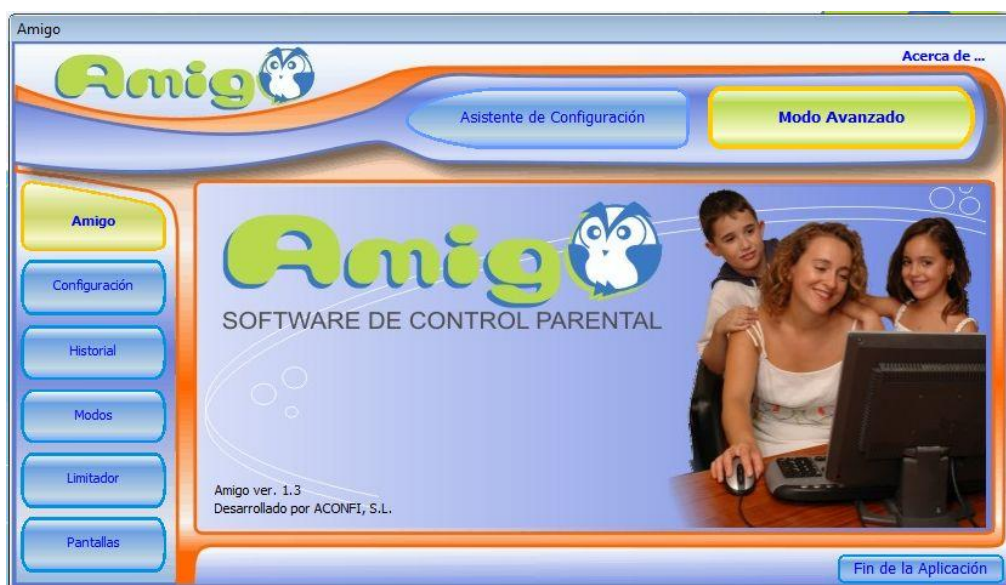 Amigo
Acerca de ...
Amigo
Asistente de Configuración
Modo Avanzado
Amigo
Configuración
Historial
Modos
Limitador
Pantallas
Amigo
SOFTWARE DE CONTROL PARENTAL
Amigo ver. 1.3
Desarrollado por ACONFI, S.L.
Fin de la Aplicación